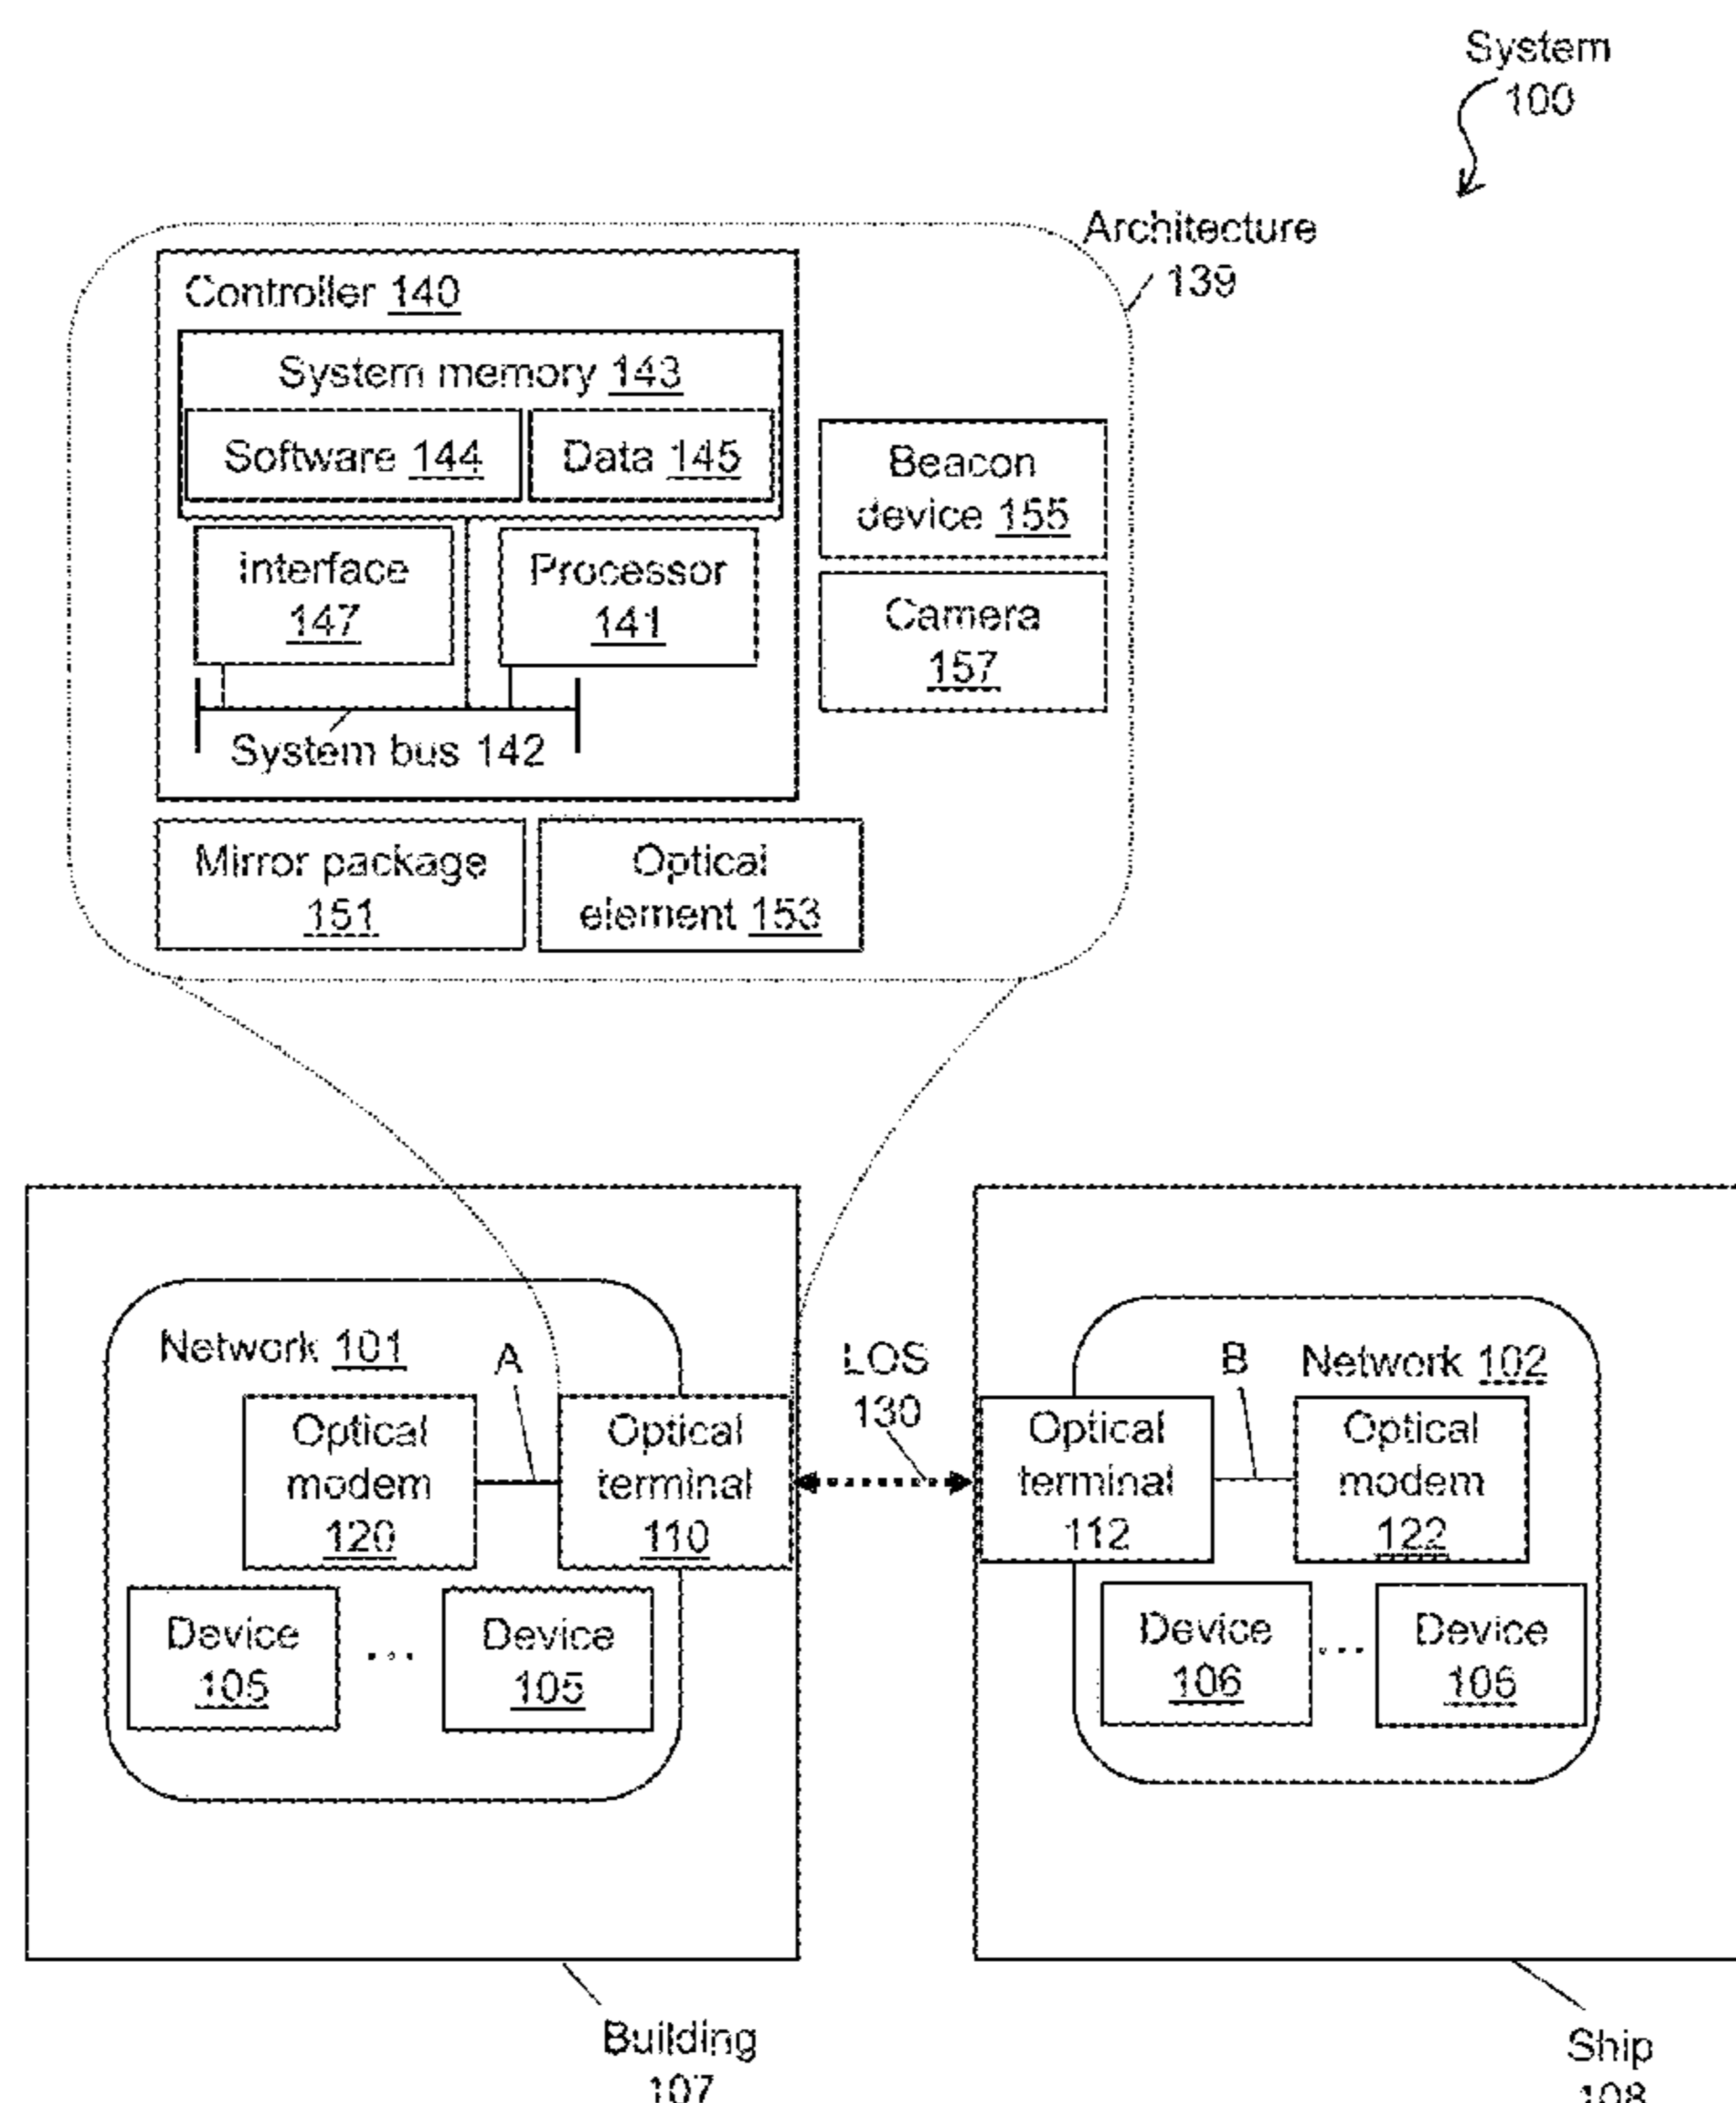 System
100
Architecture
139
Controller 140
System memory 143
Software 144
Data 145
Interface
147
Processor
141
System bus 142
Beacon
device 155
Camera
157
Mirror package
151
Optical
element 153
Network 101
A
Optical
modem
120
Optical
terminal
110
Device
105
...
Device
105
LOS
130
B
Network 102
Optical
terminal
112
Optical
modem
122
Device
106
...
Device
106
Building
107
Ship
108